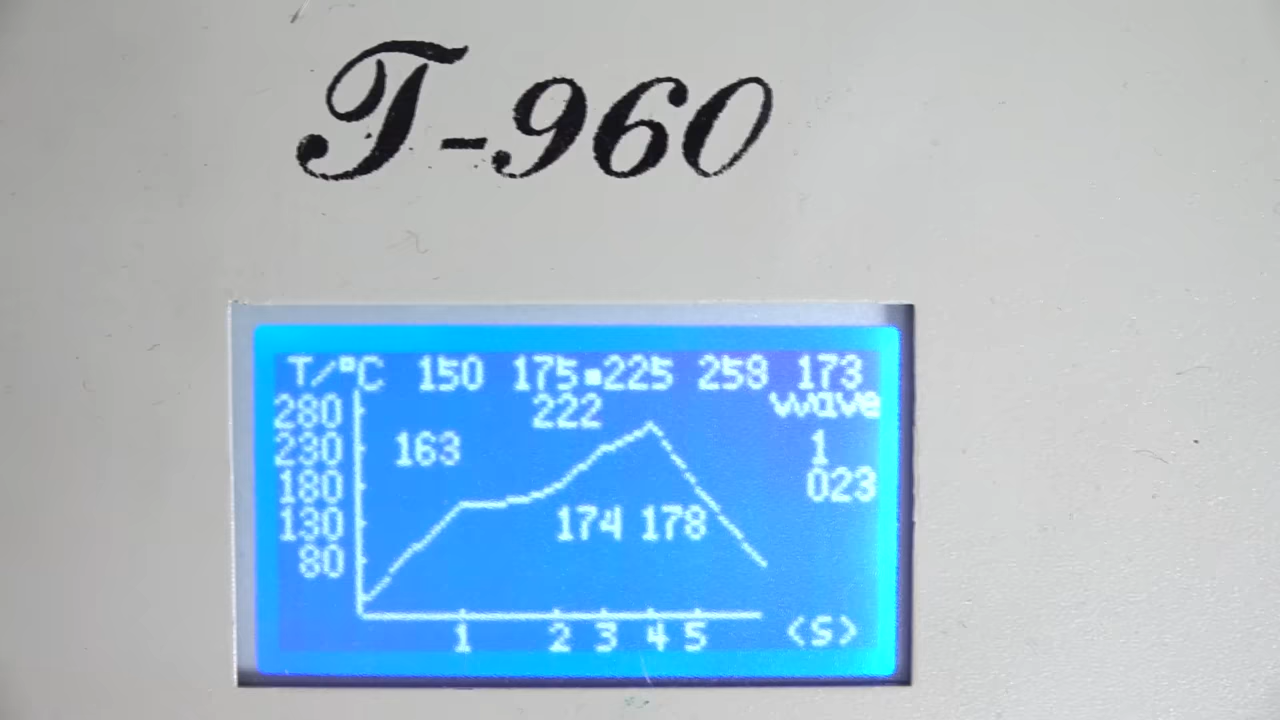 T-960
T/°C 150 175▪225 258 173
280 222 wave
230 163 1
180 023
130 174 178
80
1 2 3 4 5 (S)